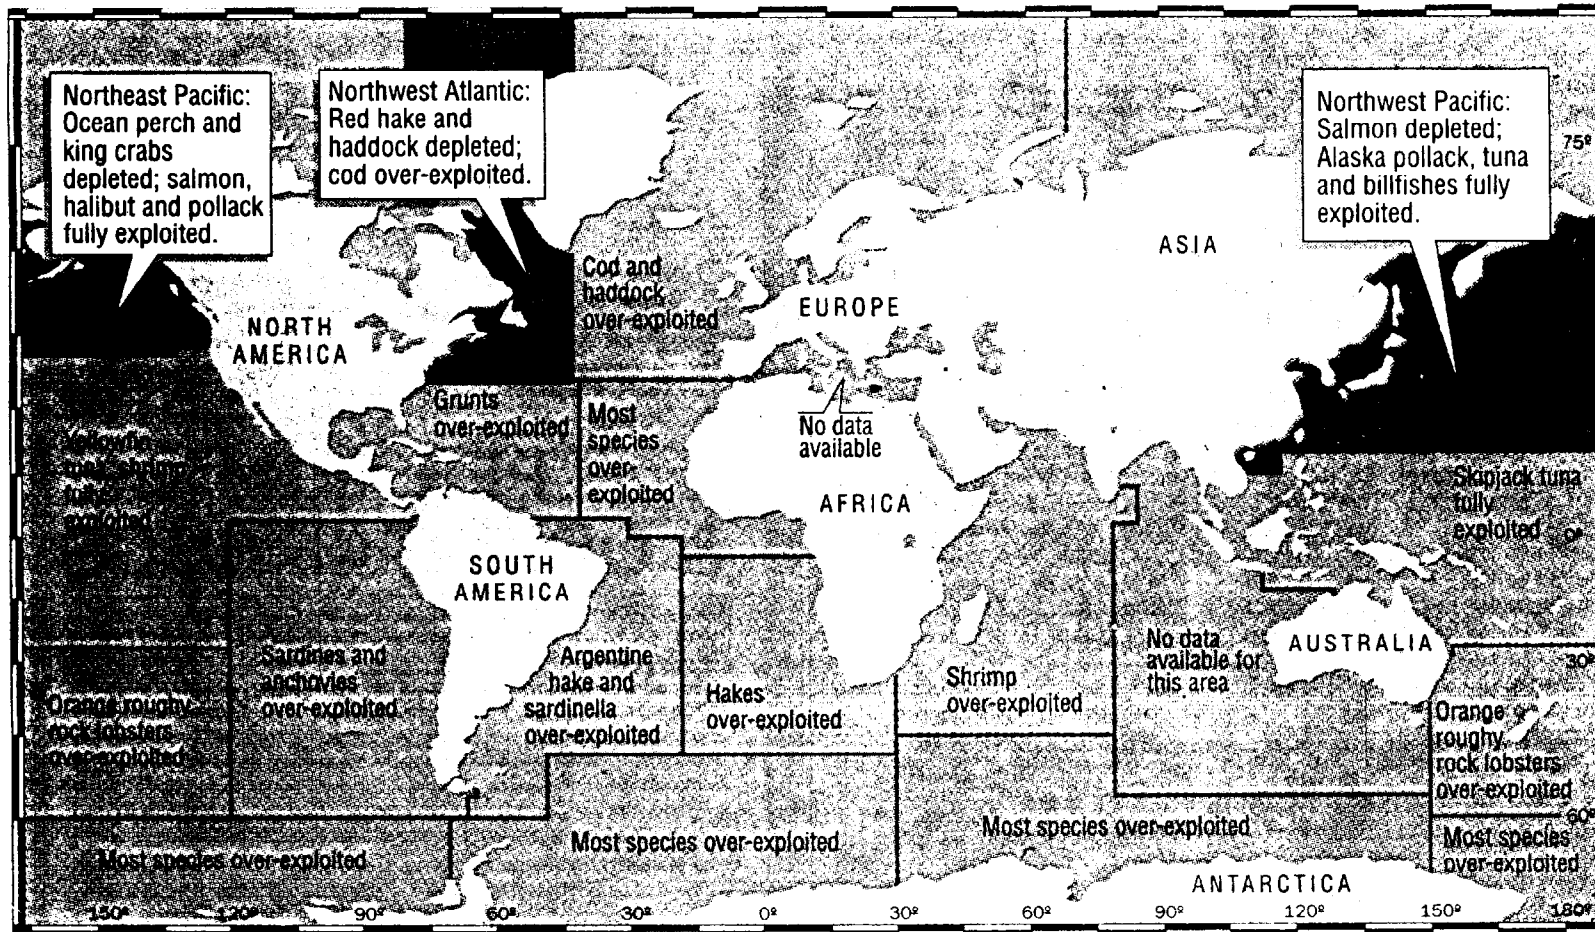 Northeast Pacific:
Ocean perch and
king crabs
depleted; salmon,
halibut and pollack
fully exploited.
Northwest Atlantic:
Red hake and
haddock depleted;
cod over-exploited.
Northwest Pacific:
Salmon depleted;
Alaska pollack, tuna
and billfishes fully
exploited.
75º
ASIA
Cod and
haddock
over-exploited
EUROPE
NORTH
AMERICA
Grunts
over-exploited
Most
species
over-
exploited
No data
available
Yellowfin
tuna, shrimp
fully
exploited
AFRICA
Skipjack tuna
fully
exploited
0º
SOUTH
AMERICA
Sardines and
anchovies
over-exploited
Argentine
hake and
sardinella
over-exploited
Hakes
over-exploited
Shrimp
over-exploited
No data
available for
this area
AUSTRALIA
30º
Orange roughy
rock lobsters
over-exploited
Orange
roughy,
rock lobsters
over-exploited
60º
Most species over-exploited
Most species over-exploited
Most species over-exploited
Most species
over-exploited
ANTARCTICA
150º 120º 90º 60º 30º 0º 30º 60º 90º 120º 150º 180º